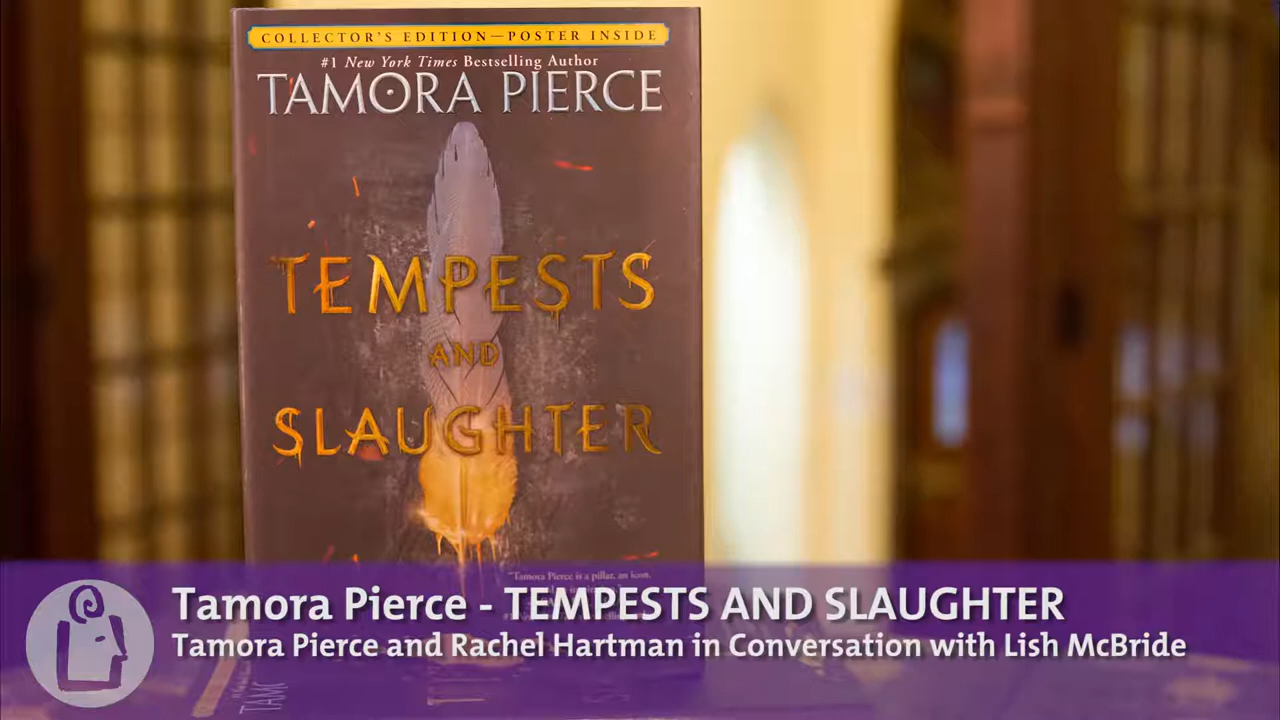 COLLECTOR'S EDITION—POSTER INSIDE
#1 New York Times Bestselling Author
TAMORA PIERCE
TEMPESTS
AND
SLAUGHTER
"Tamora Pierce is a pillar, an icon,
Tamora Pierce - TEMPESTS AND SLAUGHTER
Tamora Pierce and Rachel Hartman in Conversation with Lish McBride